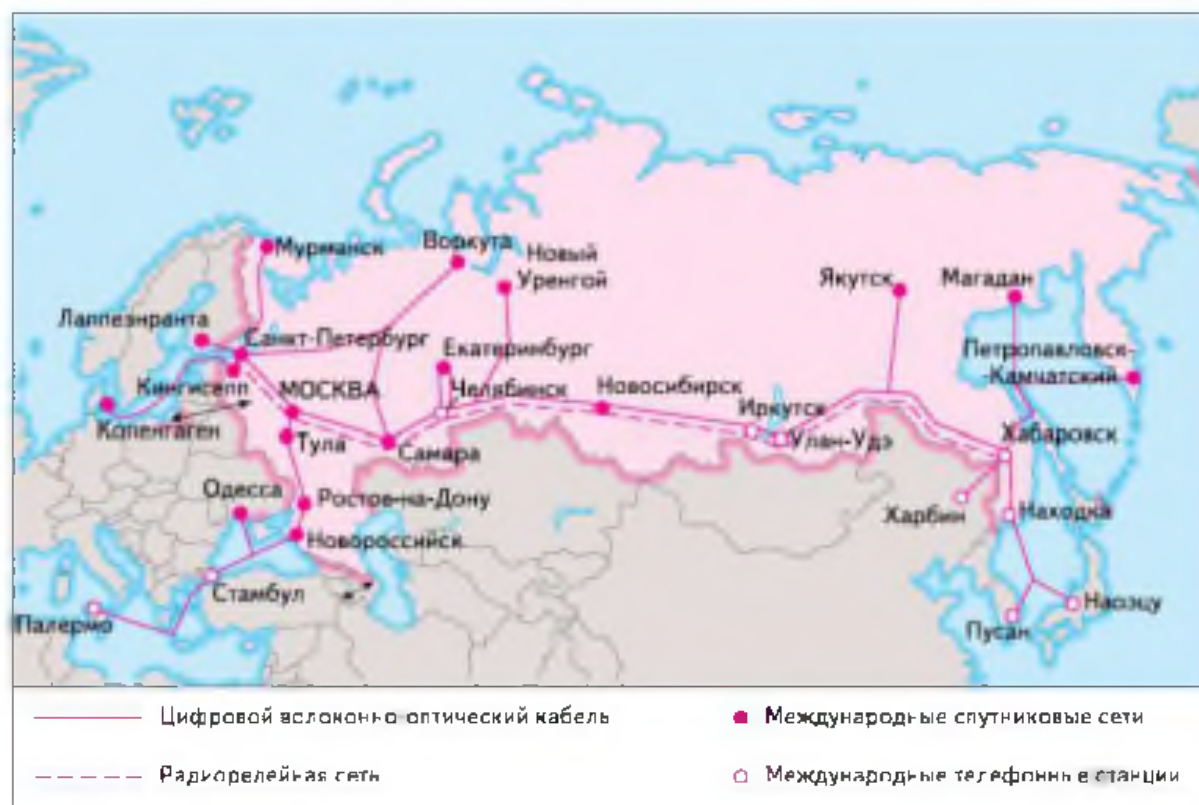 Мурманск
Воркута
Новый
Уренгой
Якутск
Магадан
Лаппеэнранта
Санкт-Петербург
Екатеринбург
Петропавловск-
-Камчатский
Кингисепп
МОСКВА
Челябинск
Новосибирск
Иркутск
Копенгаген
Тула
Самара
Улан-Удэ
Хабаровск
Одесса
Ростов-на-Дону
Харбин
Находка
Новороссийск
Стамбул
Наоэцу
Палермо
Пусан
Цифровой волоконно-оптический кабель
Международные спутниковые сети
Радиорелейная сеть
Международные телефонные станции